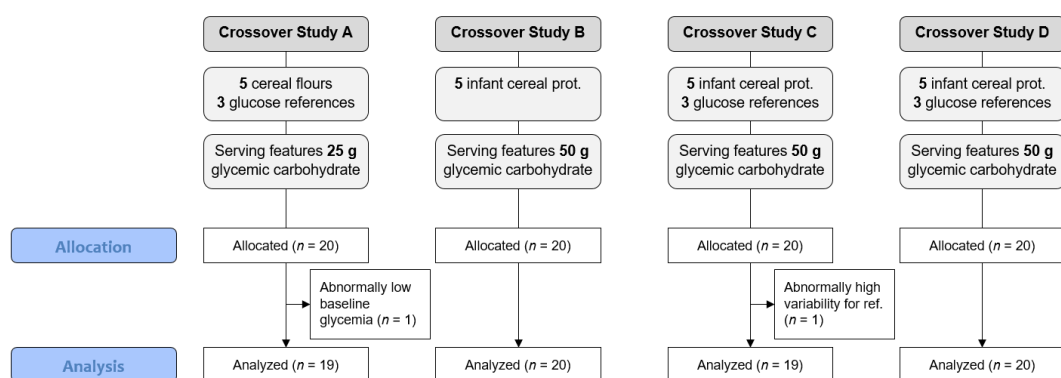 Crossover Study A
Crossover Study B
Crossover Study C
Crossover Study D
5 cereal flours
3 glucose references
5 infant cereal prot.
5 infant cereal prot.
3 glucose references
5 infant cereal prot.
3 glucose references
Serving features 25 g
glycemic carbohydrate
Serving features 50 g
glycemic carbohydrate
Serving features 50 g
glycemic carbohydrate
Serving features 50 g
glycemic carbohydrate
Allocation
Allocated (n = 20)
Allocated (n = 20)
Allocated (n = 20)
Allocated (n = 20)
Abnormally low
baseline
glycemia (n = 1)
Abnormally high
variability for ref.
(n = 1)
Analysis
Analyzed (n = 19)
Analyzed (n = 20)
Analyzed (n = 19)
Analyzed (n = 20)